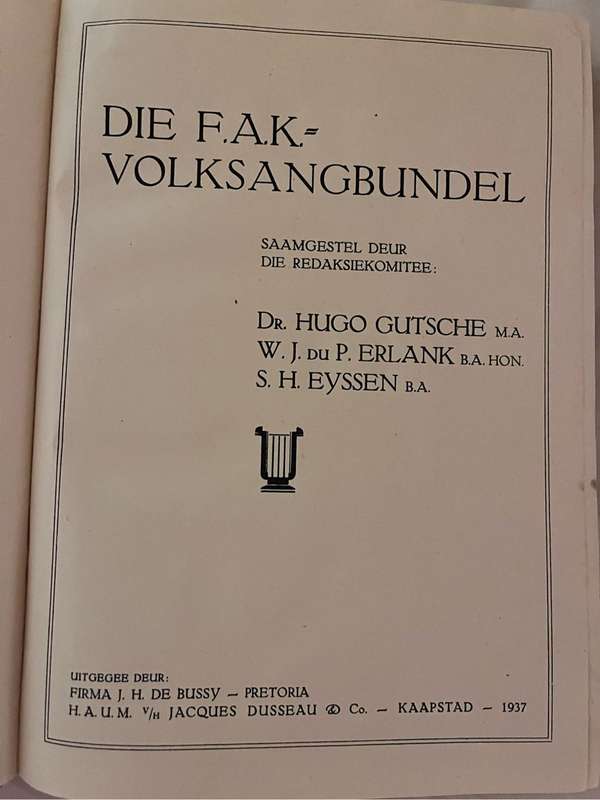 DIE F.A.K.=
VOLKSANGBUNDEL
SAAMGESTEL DEUR
DIE REDAKSIEKOMITEE:
DR. HUGO GUTSCHE M.A.
W. J. DU P. ERLANK B.A. HON.
S. H. EYSSEN B.A.
UITGEGEE DEUR:
FIRMA J. H. DE BUSSY — PRETORIA
H. A. U. M. V/H JACQUES DUSSEAU & Co. — KAAPSTAD — 1937